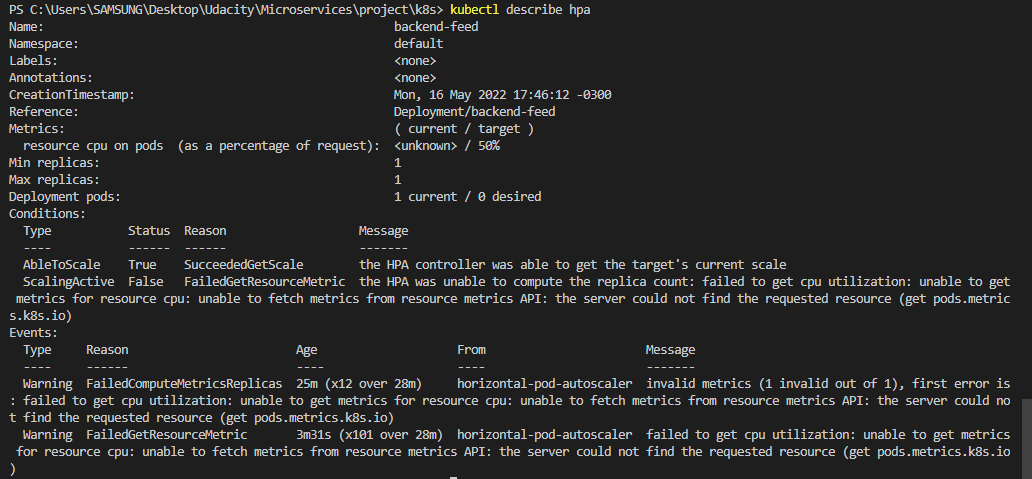 PS C:\Users\SAMSUNG\Desktop\Udacity\Microservices\project\k8s> kubectl describe hpa
Name: backend-feed
Namespace: default
Labels: <none>
Annotations: <none>
CreationTimestamp: Mon, 16 May 2022 17:46:12 -0300
Reference: Deployment/backend-feed
Metrics: ( current / target )
resource cpu on pods (as a percentage of request): <unknown> / 50%
Min replicas: 1
Max replicas: 1
Deployment pods: 1 current / 0 desired
Conditions:
Type Status Reason Message
---- ------ ------ -------
AbleToScale True SucceededGetScale the HPA controller was able to get the target's current scale
ScalingActive False FailedGetResourceMetric the HPA was unable to compute the replica count: failed to get cpu utilization: unable to get
metrics for resource cpu: unable to fetch metrics from resource metrics API: the server could not find the requested resource (get pods.metric
s.k8s.io)
Events:
Type Reason Age From Message
---- ------ ---- ---- -------
Warning FailedComputeMetricsReplicas 25m (x12 over 28m) horizontal-pod-autoscaler invalid metrics (1 invalid out of 1), first error is
: failed to get cpu utilization: unable to get metrics for resource cpu: unable to fetch metrics from resource metrics API: the server could no
t find the requested resource (get pods.metrics.k8s.io)
Warning FailedGetResourceMetric 3m31s (x101 over 28m) horizontal-pod-autoscaler failed to get cpu utilization: unable to get metrics
for resource cpu: unable to fetch metrics from resource metrics API: the server could not find the requested resource (get pods.metrics.k8s.io
)